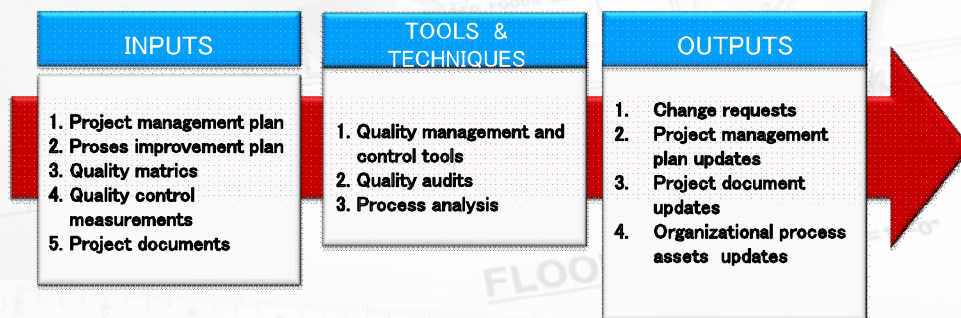 INPUTS
1. Project management plan
2. Proses improvement plan
3. Quality matrics
4. Quality control
measurements
5. Project documents
TOOLS &
TECHNIQUES
1. Quality management and
control tools
2. Quality audits
3. Process analysis
OUTPUTS
1. Change requests
2. Project management
plan updates
3. Project document
updates
4. Organizational process
assets updates